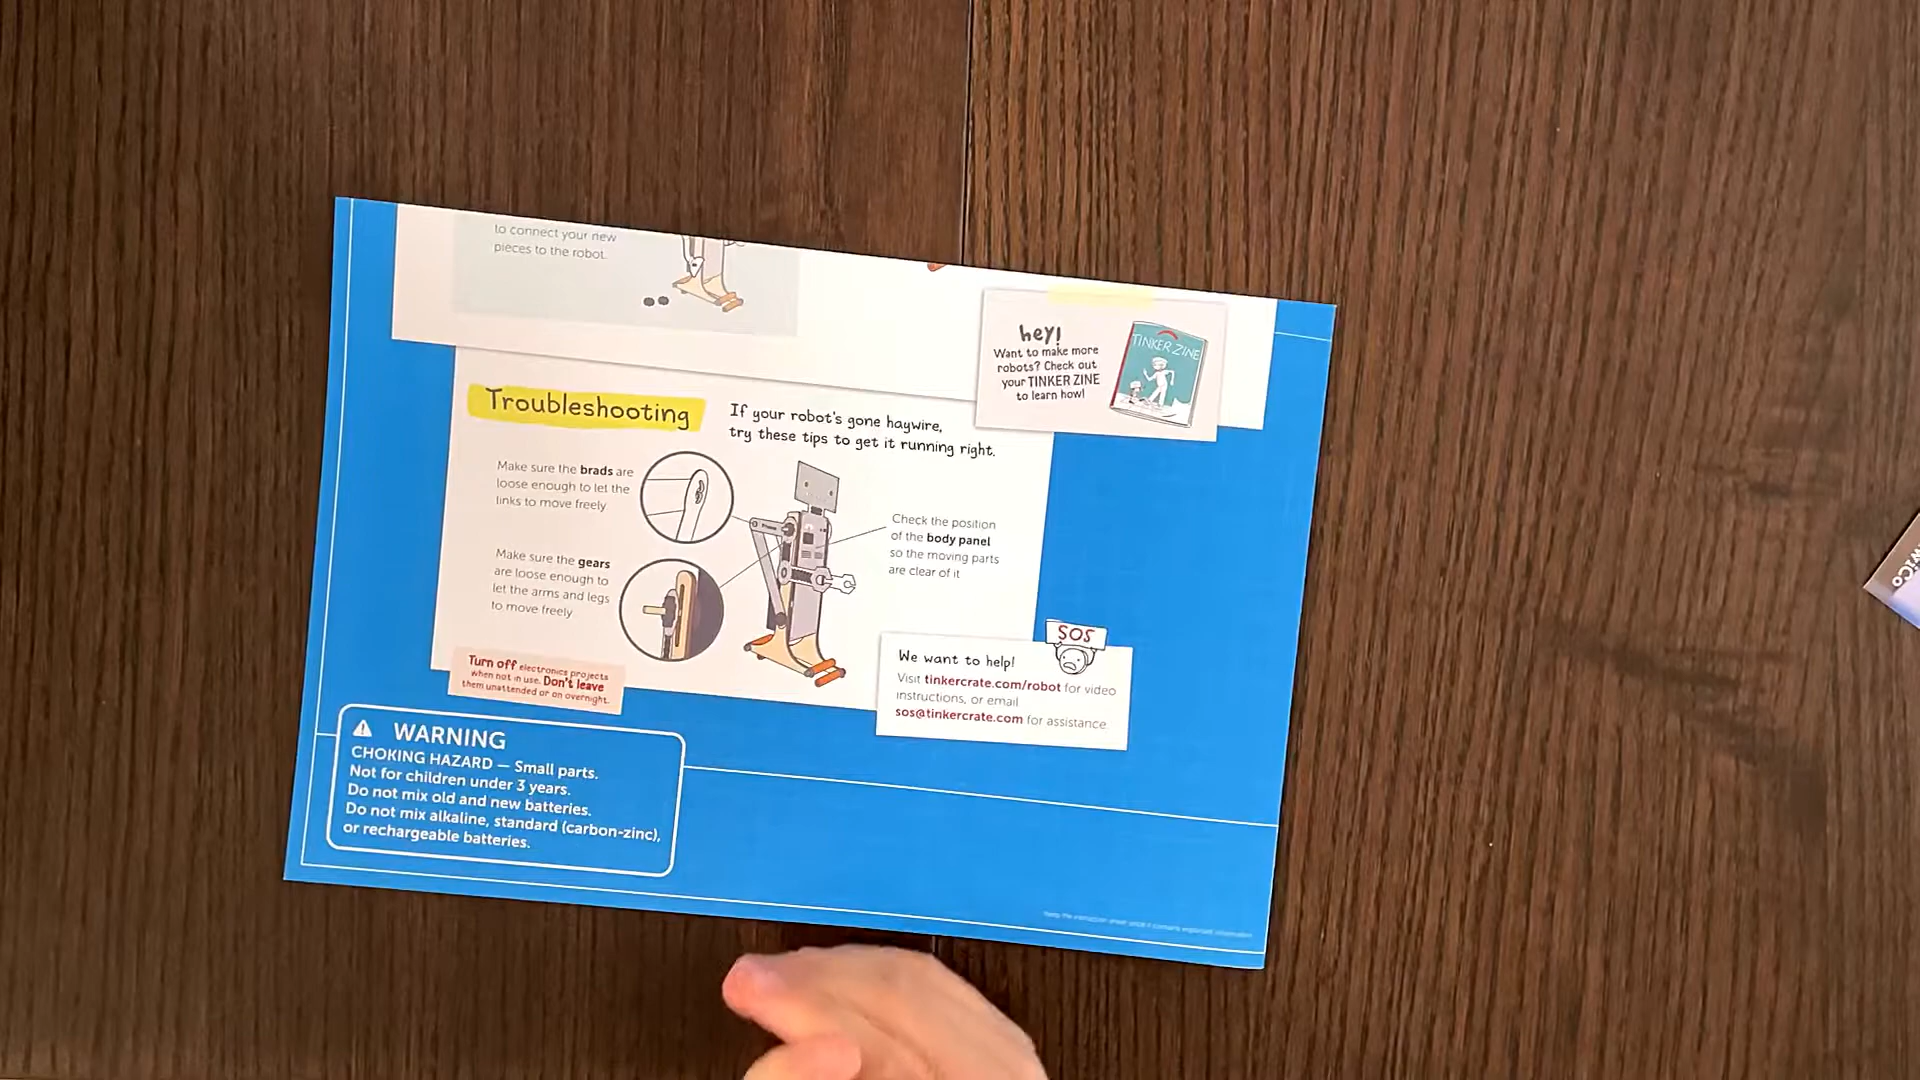 to connect your new
pieces to the robot.
hey!
Want to make more
robots? Check out
your TINKER ZINE
to learn how!
TINKER ZINE
Troubleshooting
If your robot's gone haywire,
try these tips to get it running right.
Make sure the brads are
loose enough to let the
links to move freely
Check the position
of the body panel
so the moving parts
are clear of it
Make sure the gears
are loose enough to
let the arms and legs
to move freely
Turn off electronics projects
when not in use. Don't leave
them unattended or on overnight.
SOS
We want to help!
Visit tinkercrate.com/robot for video
instructions, or email
sos@tinkercrate.com for assistance.
WARNING
CHOKING HAZARD — Small parts.
Not for children under 3 years.
Do not mix old and new batteries.
Do not mix alkaline, standard (carbon-zinc),
or rechargeable batteries.